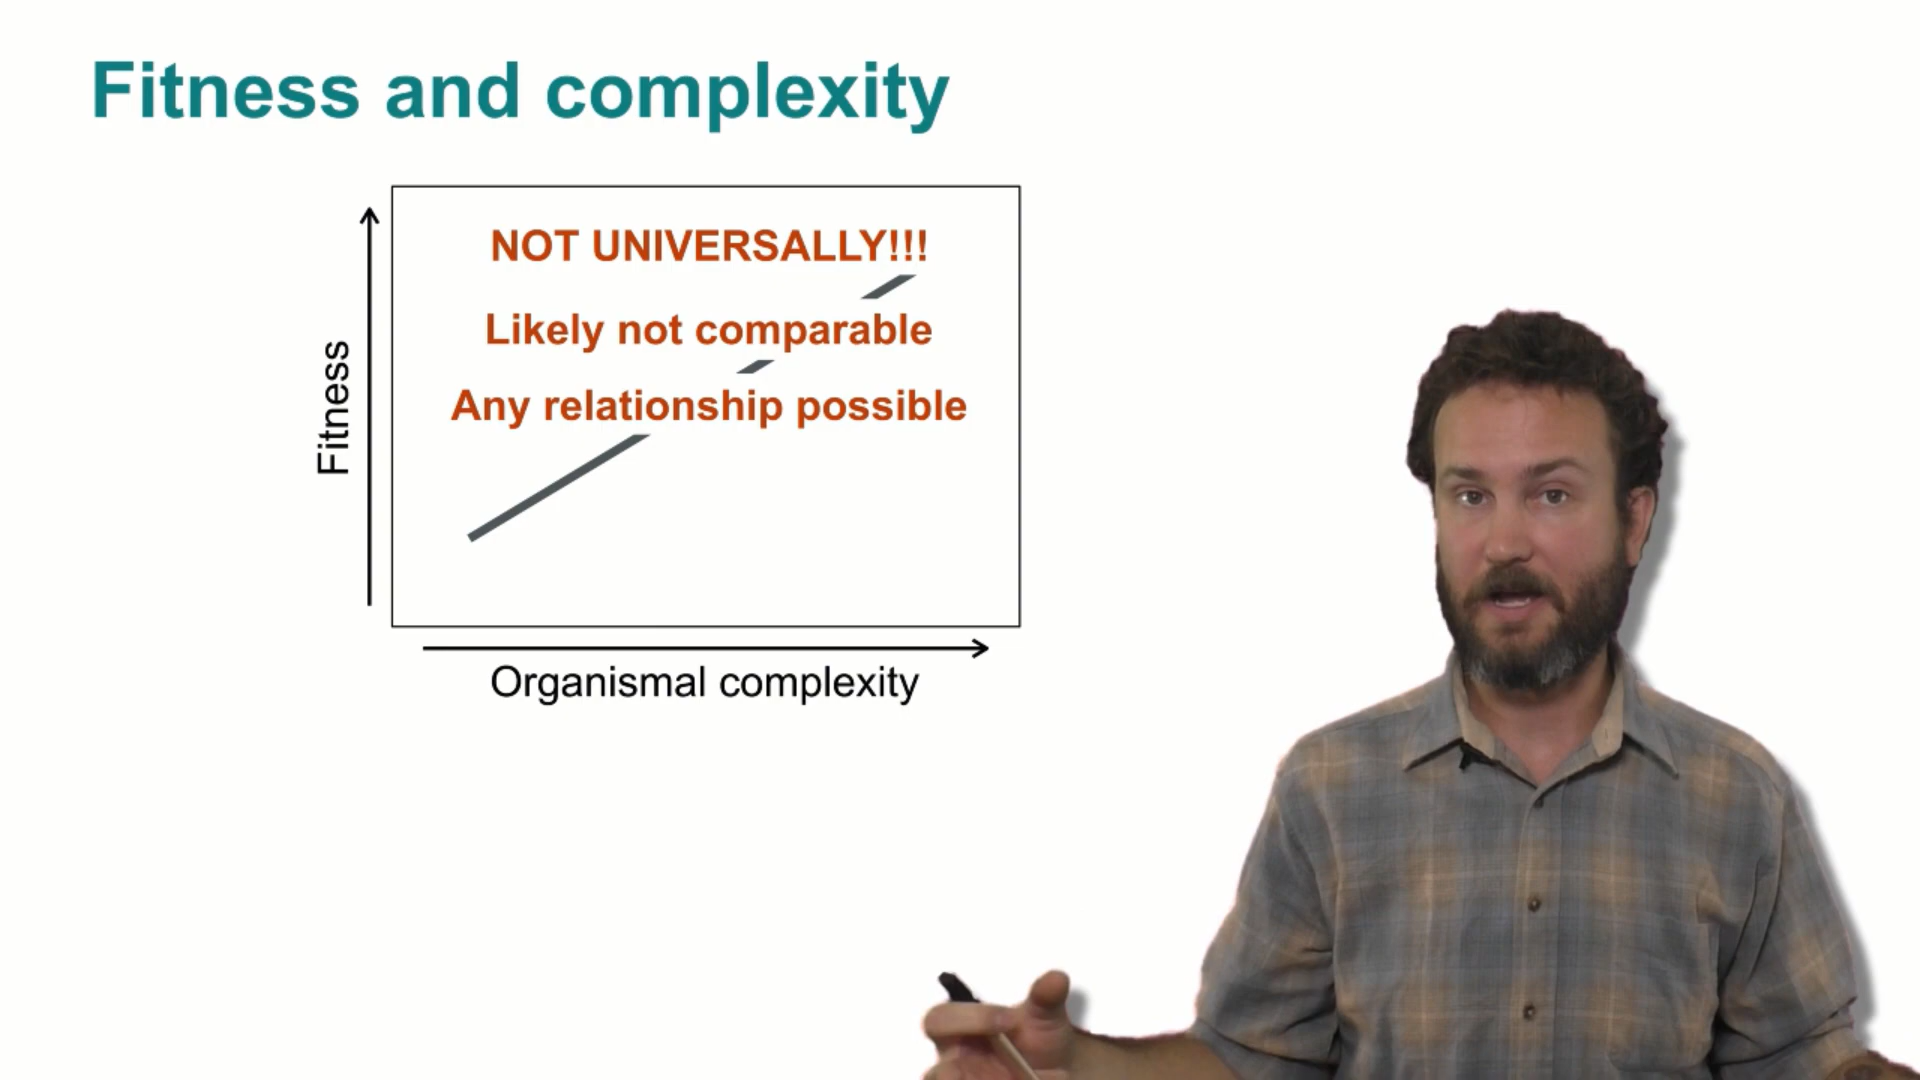 Fitness and complexity
NOT UNIVERSALLY!!!
Likely not comparable
Any relationship possible
Fitness
Organismal complexity